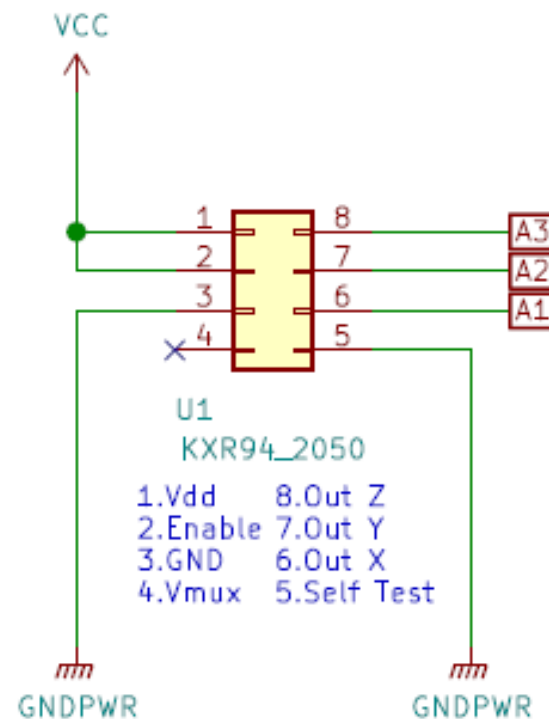 VCC
1 8 A3
2 7 A2
3 6 A1
4 5
U1
KXR94_2050
1.Vdd 8.Out Z
2.Enable 7.Out Y
3.GND 6.Out X
4.Vmux 5.Self Test
GNDPWR GNDPWR